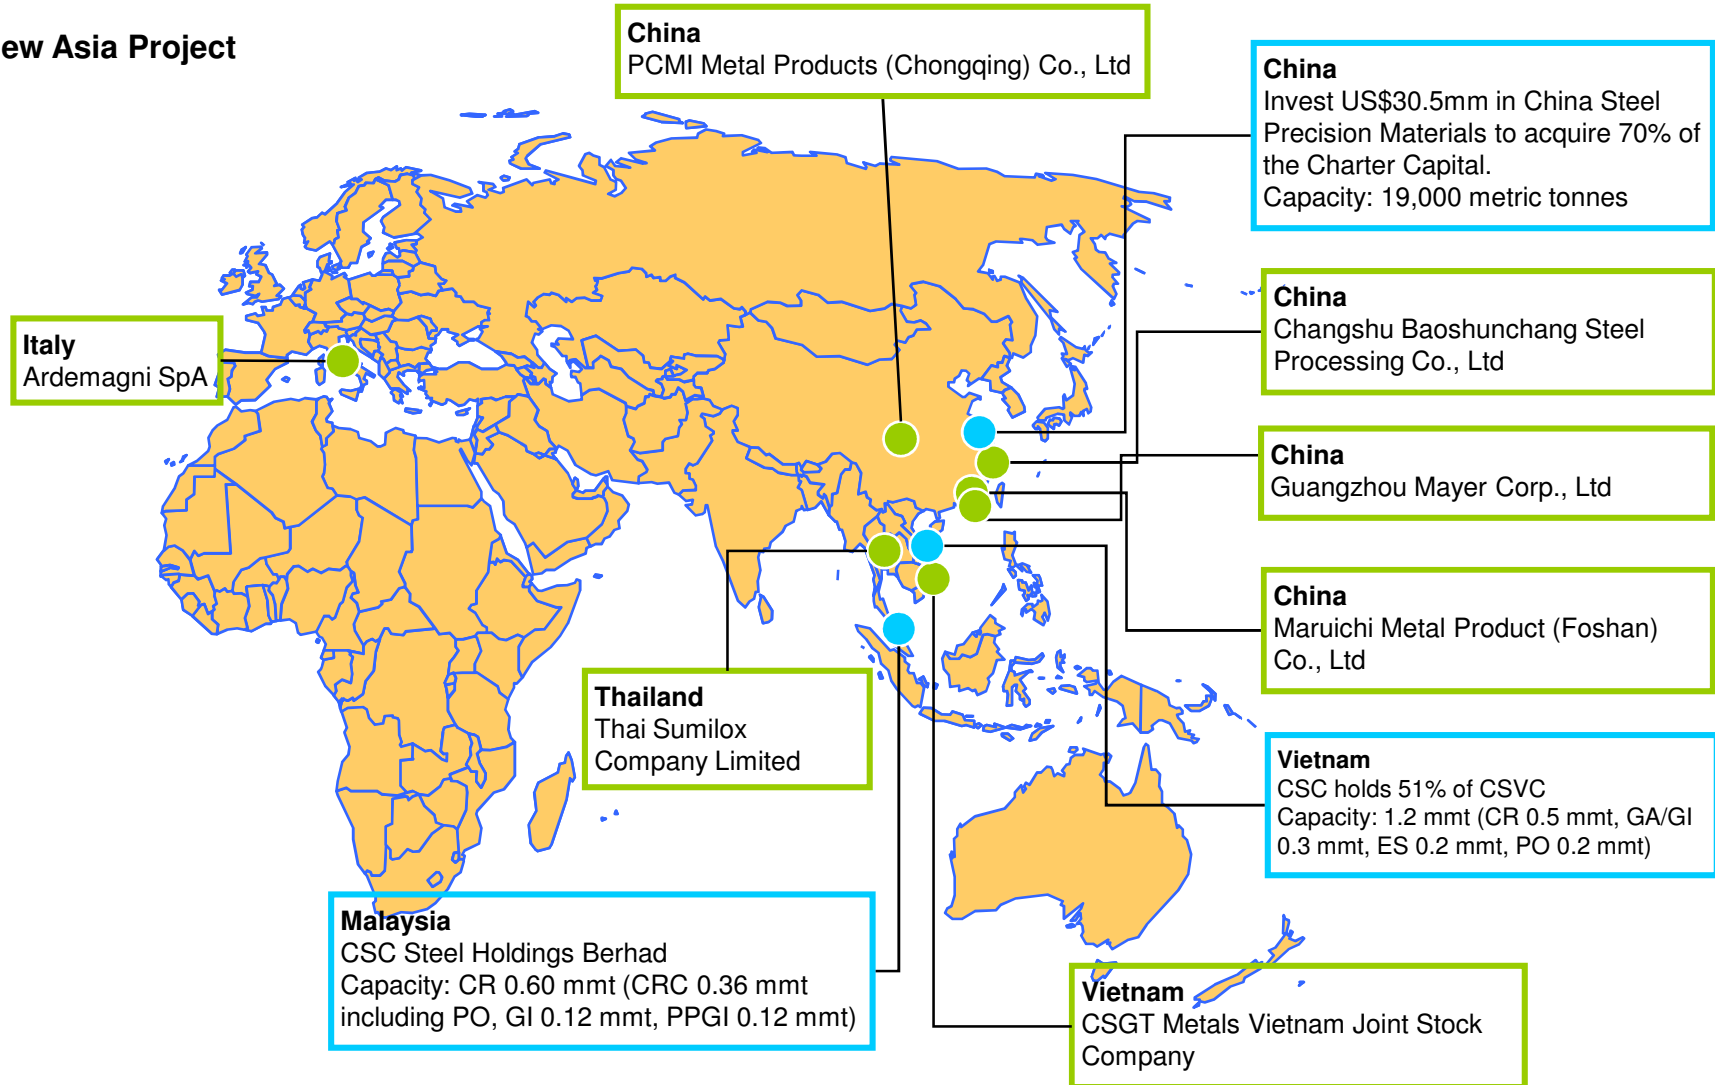 ew Asia Project
China
PCMI Metal Products (Chongqing) Co., Ltd
China
Invest US$30.5mm in China Steel
Precision Materials to acquire 70% of
the Charter Capital.
Capacity: 19,000 metric tonnes
China
Changshu Baoshunchang Steel
Processing Co., Ltd
Italy
Ardemagni SpA
China
Guangzhou Mayer Corp., Ltd
China
Maruichi Metal Product (Foshan)
Co., Ltd
Thailand
Thai Sumilox
Company Limited
Vietnam
CSC holds 51% of CSVC
Capacity: 1.2 mmt (CR 0.5 mmt, GA/GI
0.3 mmt, ES 0.2 mmt, PO 0.2 mmt)
Malaysia
CSC Steel Holdings Berhad
Capacity: CR 0.60 mmt (CRC 0.36 mmt
including PO, GI 0.12 mmt, PPGI 0.12 mmt)
Vietnam
CSGT Metals Vietnam Joint Stock
Company